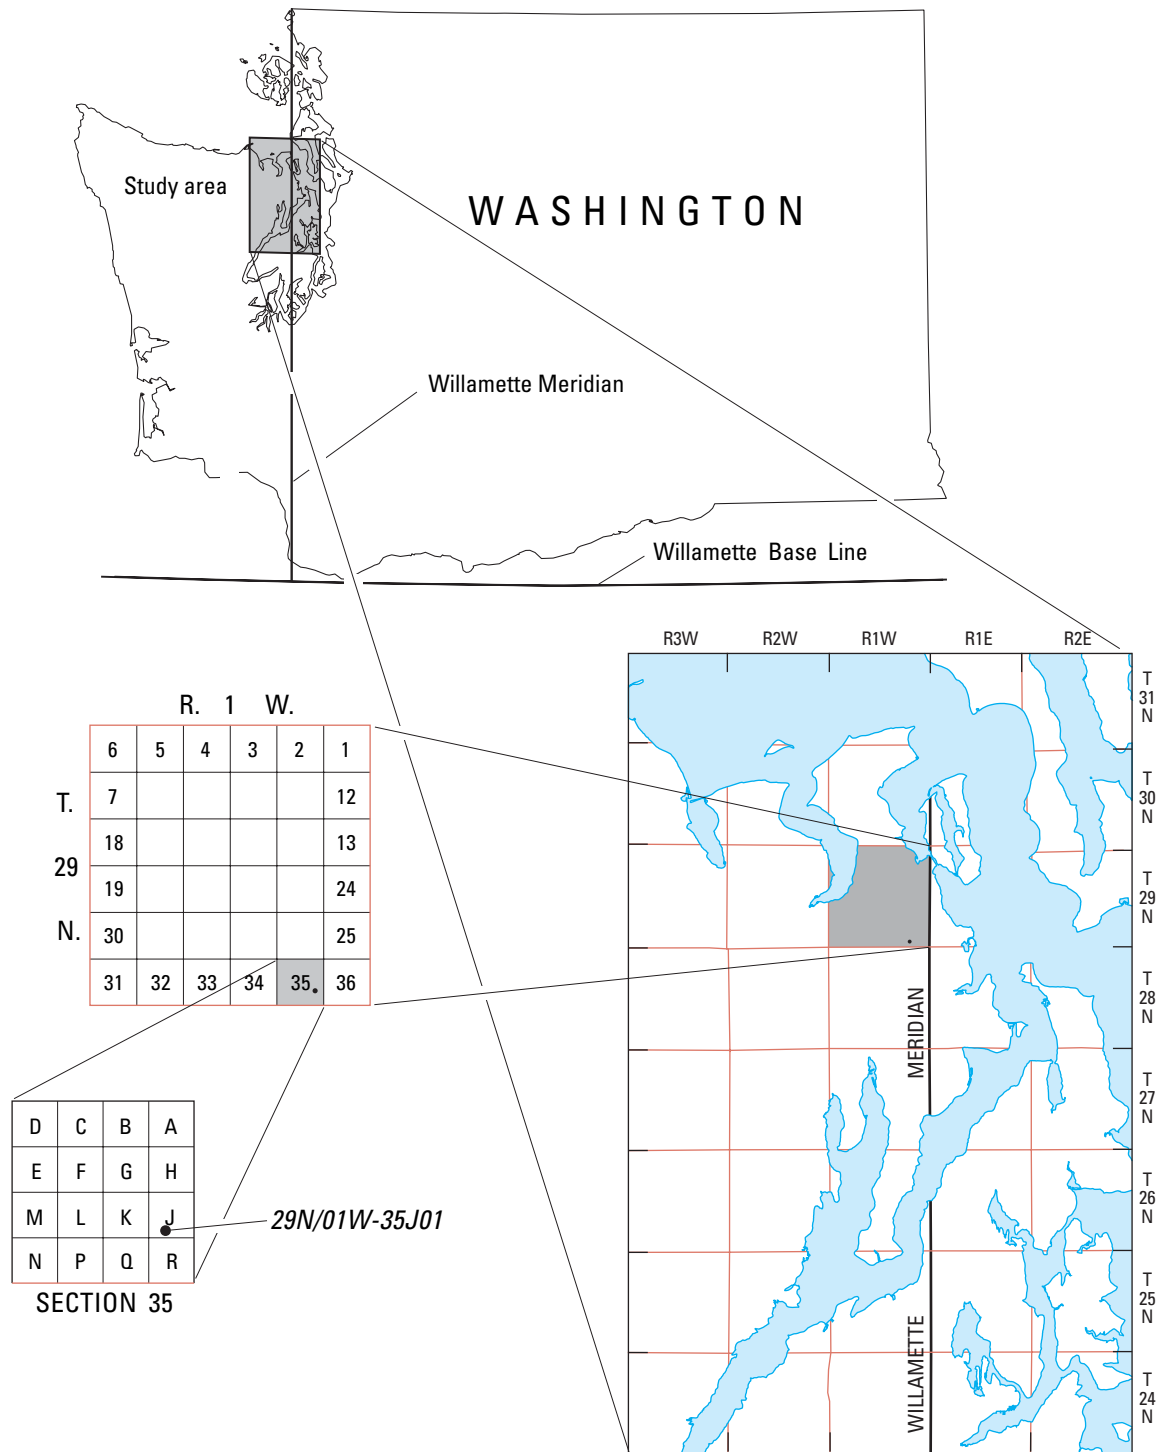 Study area
WASHINGTON
Willamette Meridian
Willamette Base Line
R3W R2W R1W R1E R2E
T 31 N
T 30 N
T 29 N
T 28 N
T 27 N
T 26 N
T 25 N
T 24 N
MERIDIAN
WILLAMETTE
R. 1 W.
T. 29 N.
6 5 4 3 2 1
7 12
18 13
19 24
30 25
31 32 33 34 35 36
D C B A
E F G H
M L K J
N P Q R
29N/01W-35J01
SECTION 35